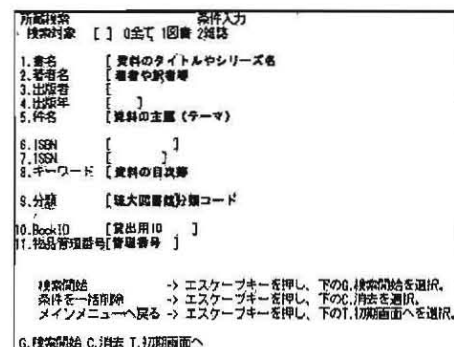 所蔵検索 条件入力
検索対象 [ ] 0全て 1図書 2雑誌
1.書名 [ 資料のタイトルやシリーズ名
2.著者名 [ 著者や訳者等
3.出版者 [
4.出版年 [ ]
5.件名 [ 資料の主題（テーマ）
6.ISBN [ ]
7.ISSN [ ]
8.キーワード [ 資料の目次等
9.分類 [ 琉大図書館分類コード
10.BookID [ 貸出用ID ]
11.物品管理番号[ 管理番号 ]
検索開始 -> エスケープキーを押し、下のG.検索開始を選択。
条件を一括削除 -> エスケープキーを押し、下のC.消去を選択。
メインメニューへ戻る -> エスケープキーを押し、下のT.初期画面へを選択。
G.検索開始 C.消去 T.初期画面へ